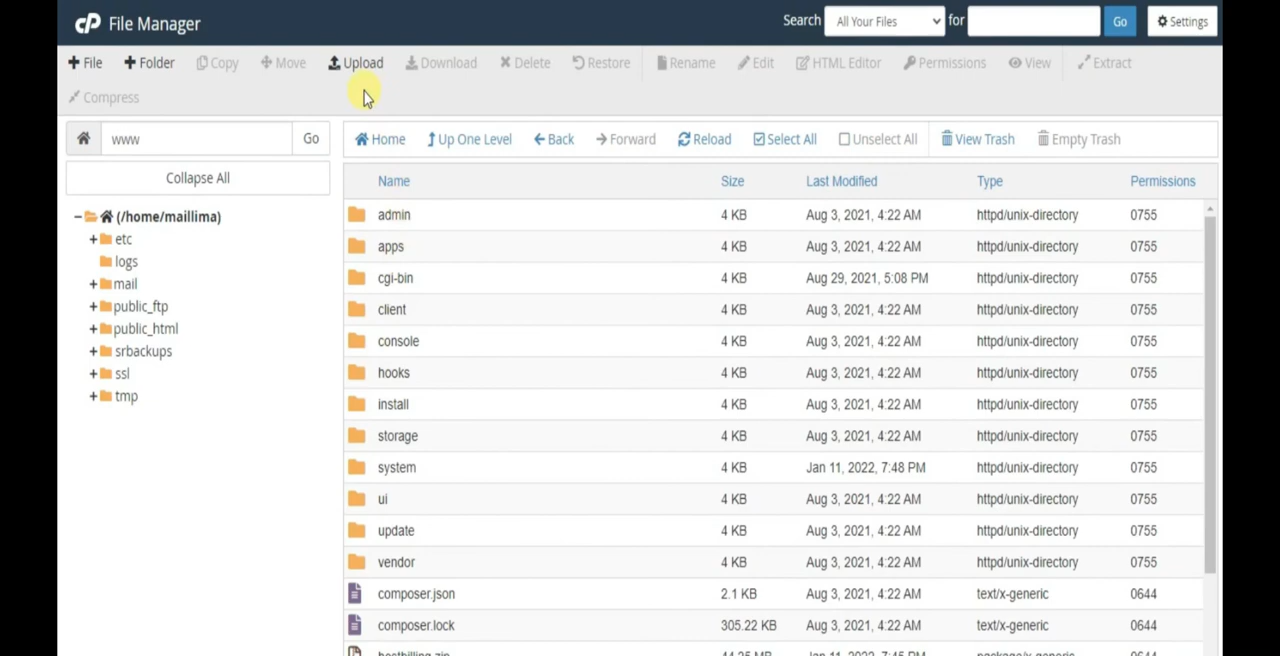 cP File Manager
Search All Your Files for Go Settings
File Folder Copy Move Upload Download Delete Restore Rename Edit HTML Editor Permissions View Extract
Compress
www Go
Home Up One Level Back Forward Reload Select All Unselect All View Trash Empty Trash
Collapse All
(/home/maillima)
etc
logs
mail
public_ftp
public_html
srbackups
ssl
tmp
Name Size Last Modified Type Permissions
admin 4 KB Aug 3, 2021, 4:22 AM httpd/unix-directory 0755
apps 4 KB Aug 3, 2021, 4:22 AM httpd/unix-directory 0755
cgi-bin 4 KB Aug 29, 2021, 5:08 PM httpd/unix-directory 0755
client 4 KB Aug 3, 2021, 4:22 AM httpd/unix-directory 0755
console 4 KB Aug 3, 2021, 4:22 AM httpd/unix-directory 0755
hooks 4 KB Aug 3, 2021, 4:22 AM httpd/unix-directory 0755
install 4 KB Aug 3, 2021, 4:22 AM httpd/unix-directory 0755
storage 4 KB Aug 3, 2021, 4:22 AM httpd/unix-directory 0755
system 4 KB Jan 11, 2022, 7:48 PM httpd/unix-directory 0755
ui 4 KB Aug 3, 2021, 4:22 AM httpd/unix-directory 0755
update 4 KB Aug 3, 2021, 4:22 AM httpd/unix-directory 0755
vendor 4 KB Aug 3, 2021, 4:22 AM httpd/unix-directory 0755
composer.json 2.1 KB Aug 3, 2021, 4:22 AM text/x-generic 0644
composer.lock 305.22 KB Aug 3, 2021, 4:22 AM text/x-generic 0644
hostbilling.zip Jan 11, 2022, 7:45 PM package/x-generic 0644